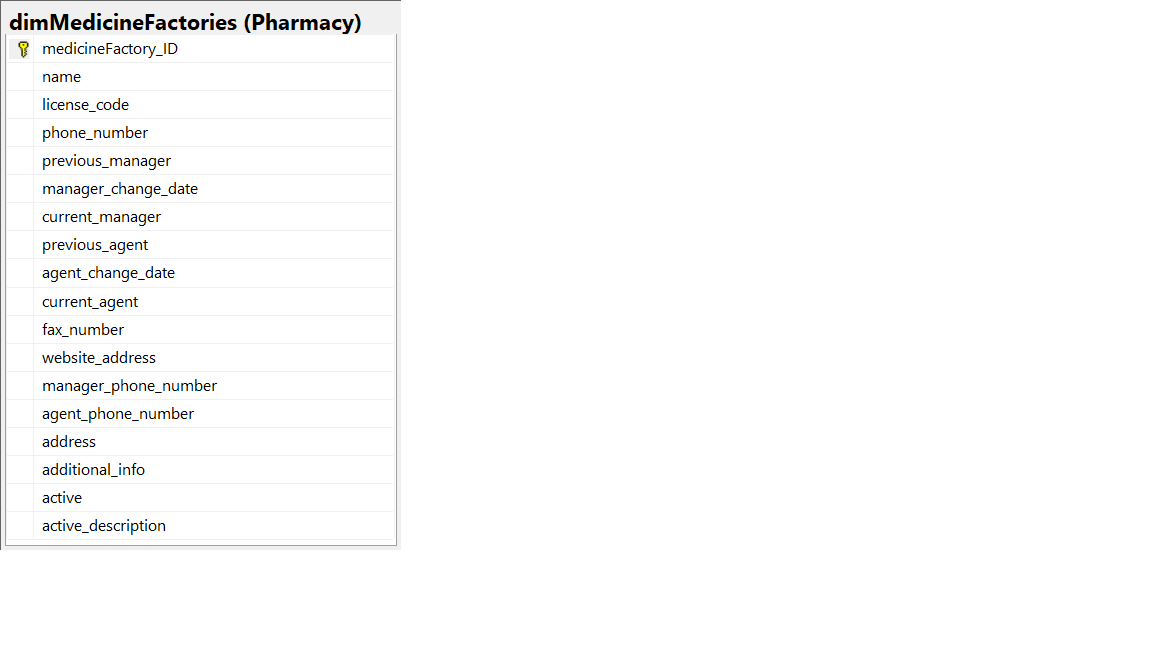 dimMedicineFactories (Pharmacy)
medicineFactory_ID
name
license_code
phone_number
previous_manager
manager_change_date
current_manager
previous_agent
agent_change_date
current_agent
fax_number
website_address
manager_phone_number
agent_phone_number
address
additional_info
active
active_description